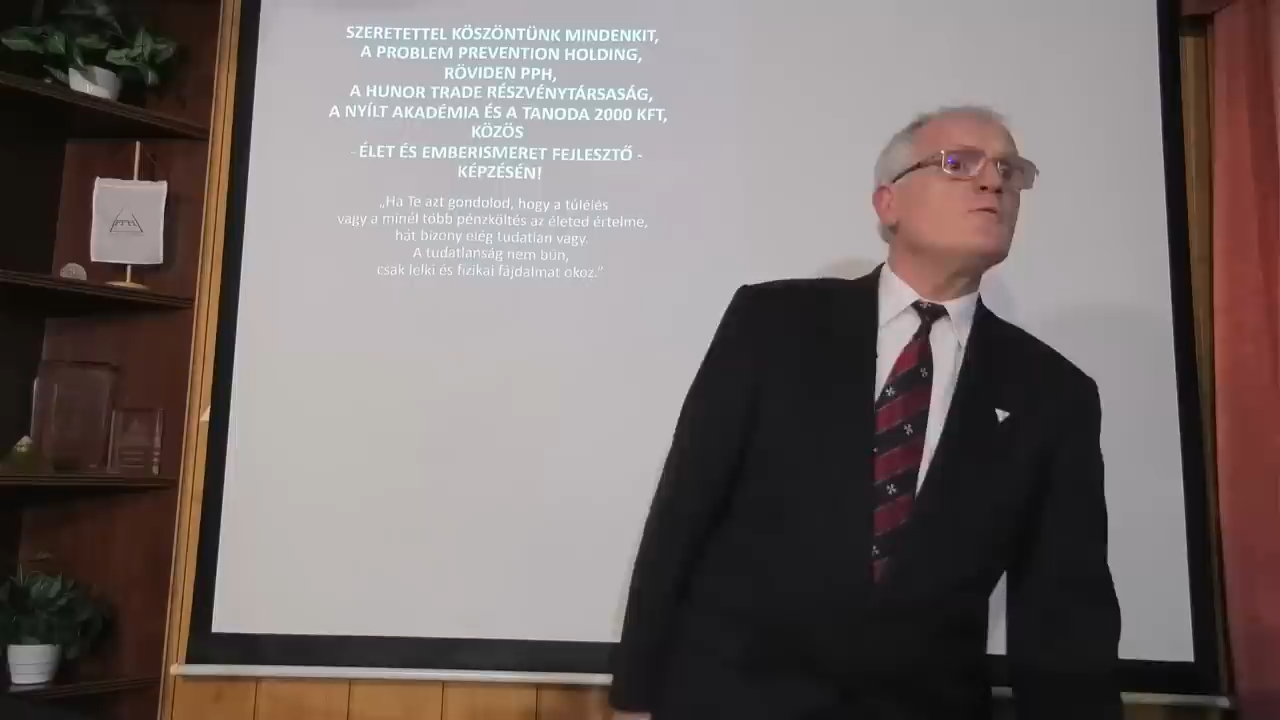 SZERETETTEL KÖSZÖNTÜNK MINDENKIT,
A PROBLEM PREVENTION HOLDING,
RÖVIDEN PPH,
A HUNOR TRADE RÉSZVÉNYTÁRSASÁG,
A NYÍLT AKADÉMIA ÉS A TANODA 2000 KFT,
KÖZÖS
- ÉLET ÉS EMBERISMERET FEJLESZTŐ -
KÉPZÉSÉN!
„Ha Te azt gondolod, hogy a túlélés
vagy a minél több pénzköltés az életed értelme,
hát bizony elég tudatlan vagy.
A tudatlanság nem bűn,
csak lelki és fizikai fájdalmat okoz.”